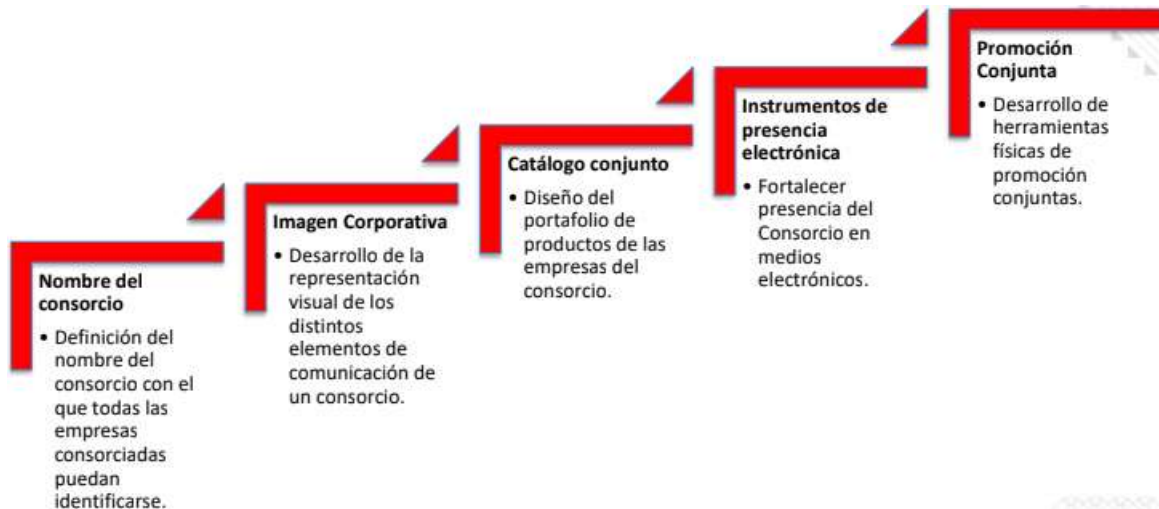 Nombre del
consorcio
• Definición del
nombre del
consorcio con el
que todas las
empresas
consorciadas
puedan
identificarse.
Imagen Corporativa
• Desarrollo de la
representación
visual de los
distintos
elementos de
comunicación de
un consorcio.
Catálogo conjunto
• Diseño del
portafolio de
productos de las
empresas del
consorcio.
Instrumentos de
presencia
electrónica
• Fortalecer
presencia del
Consorcio en
medios
electrónicos.
Promoción
Conjunta
• Desarrollo de
herramientas
físicas de
promoción
conjuntas.